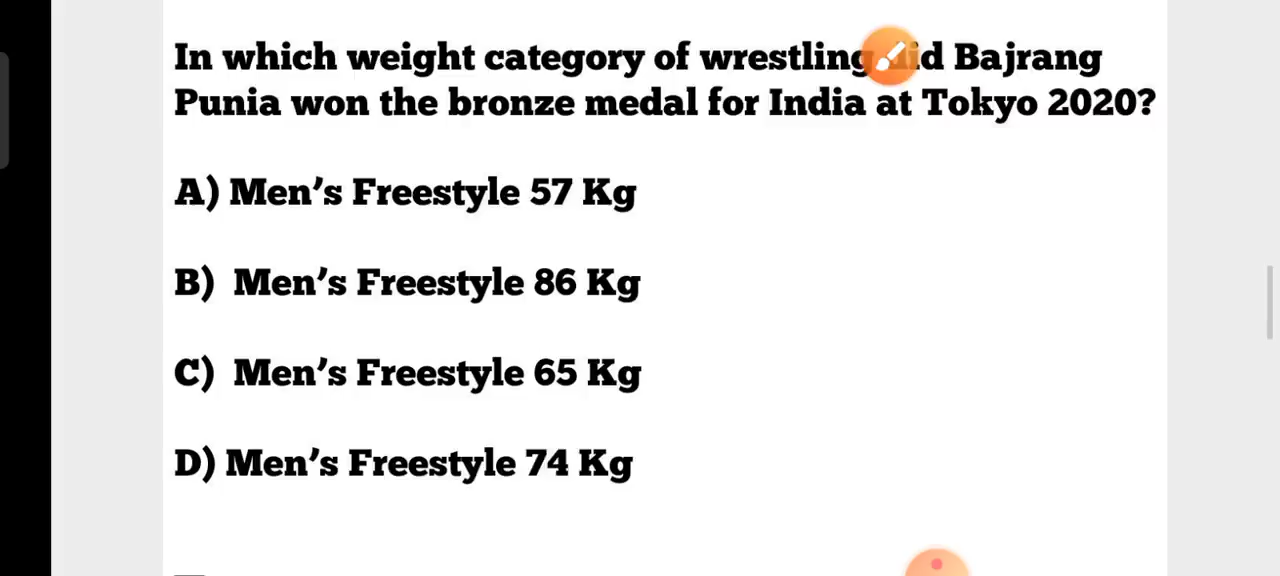 In which weight category of wrestling did Bajrang
Punia won the bronze medal for India at Tokyo 2020?
A) Men's Freestyle 57 Kg
B) Men's Freestyle 86 Kg
C) Men's Freestyle 65 Kg
D) Men's Freestyle 74 Kg